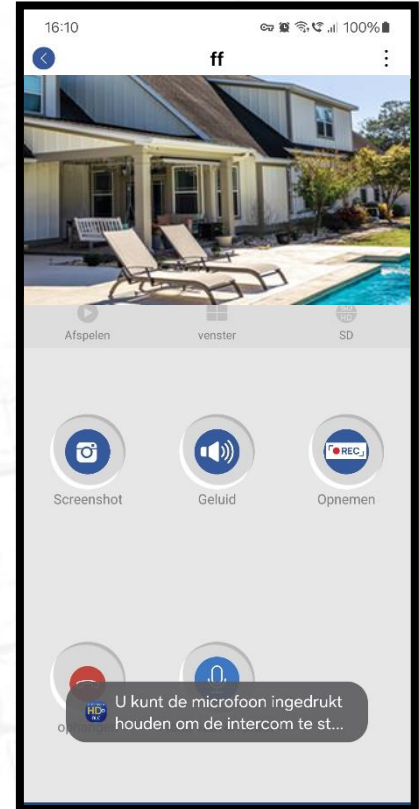 16:10 100%
ff
Afspelen venster SD
Screenshot Geluid Opnemen
REC
U kunt de microfoon ingedrukt
houden om de intercom te st...